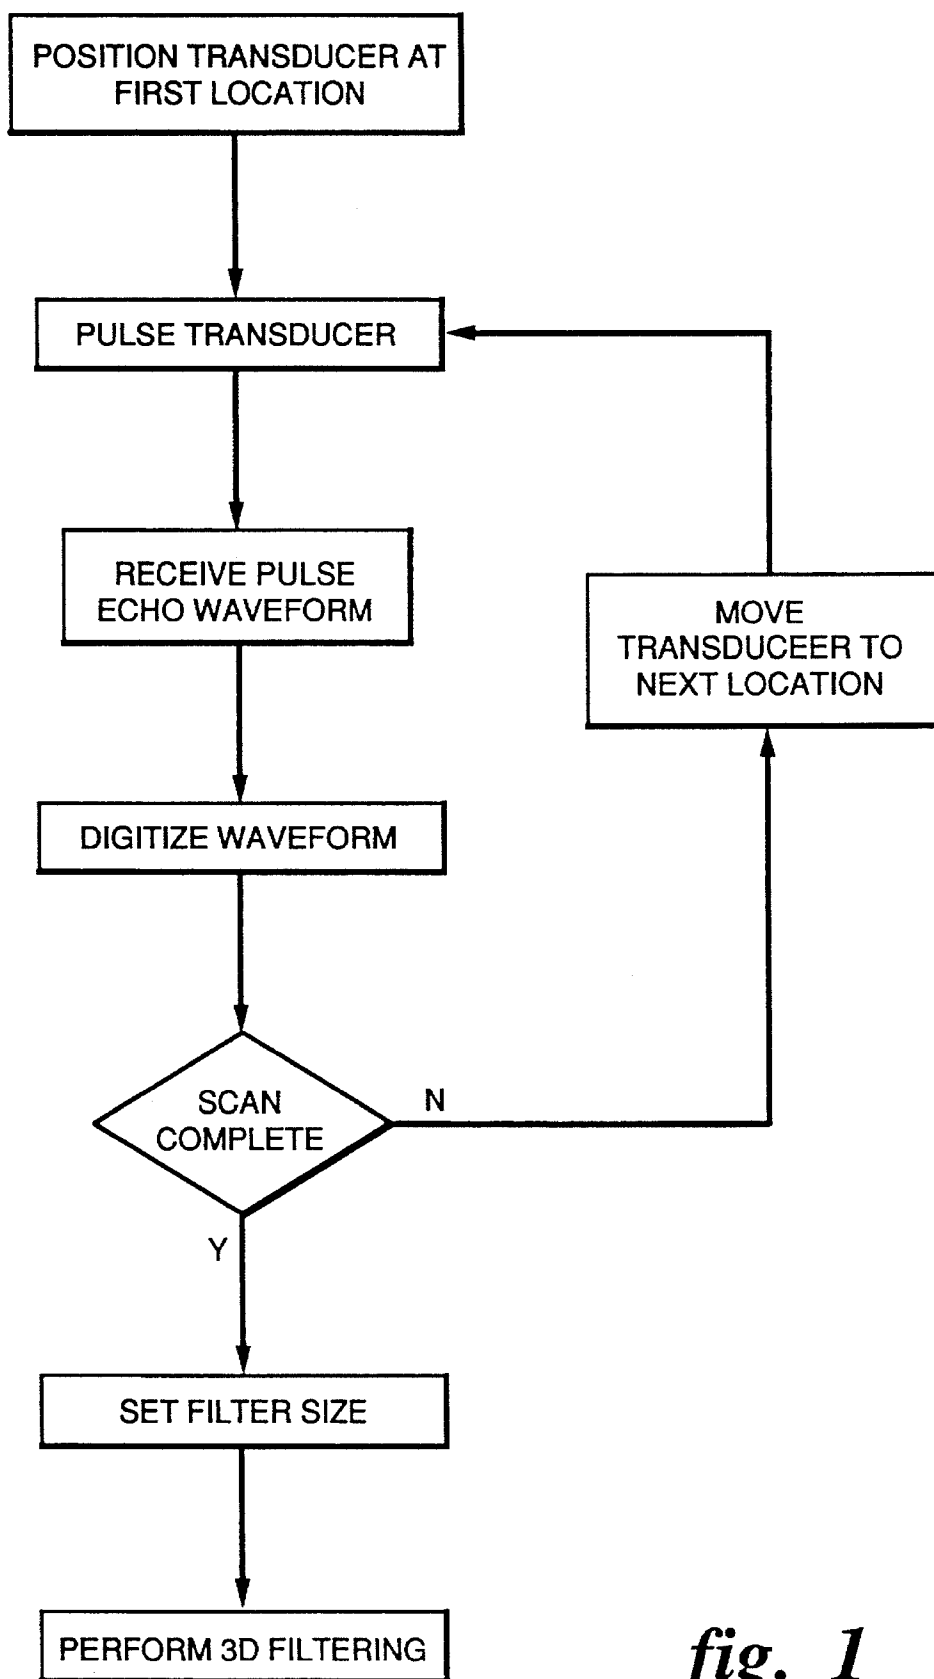 POSITION TRANSDUCER AT
FIRST LOCATION
PULSE TRANSDUCER
RECEIVE PULSE
ECHO WAVEFORM
MOVE
TRANSDUCEER TO
NEXT LOCATION
DIGITIZE WAVEFORM
SCAN
COMPLETE
N
Y
SET FILTER SIZE
PERFORM 3D FILTERING
fig. 1